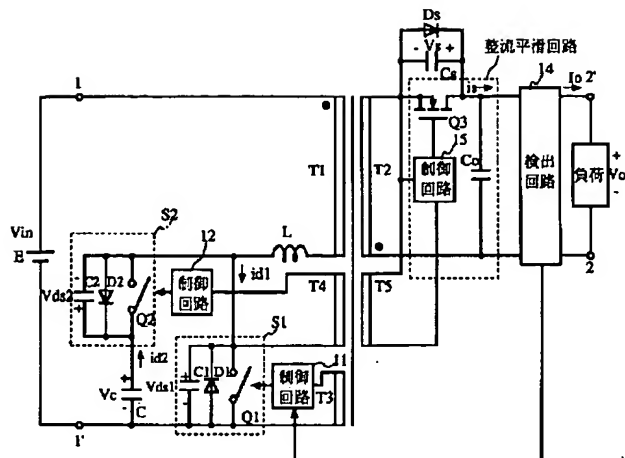 Ds
- Vs +
Cs
整流平滑回路
1
is
14
Io
2'
Q3
15
制御
回路
T1
T2
Co
検出
回路
負荷
+
Vo
-
S2
12
L
Vin
E
-
C2
D2
Vds2
+
Q2
制御
回路
id1
T4
T5
2
S1
id2
+
Vc
-
C
+
Vds1
-
C1
D1
Q1
11
制御
回路
T3
1'